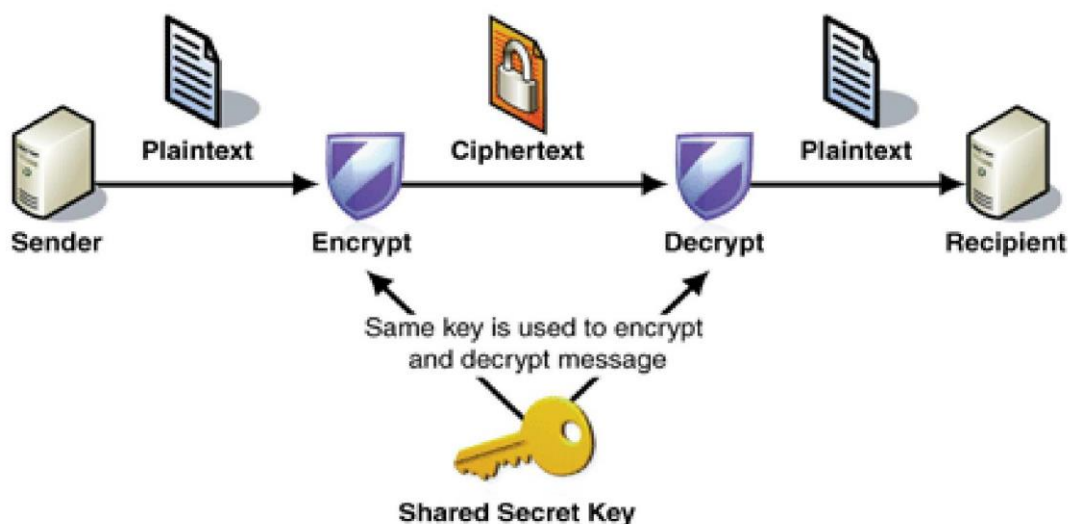 Plaintext
Ciphertext
Plaintext
Sender
Encrypt
Decrypt
Recipient
Same key is used to encrypt
and decrypt message
Shared Secret Key